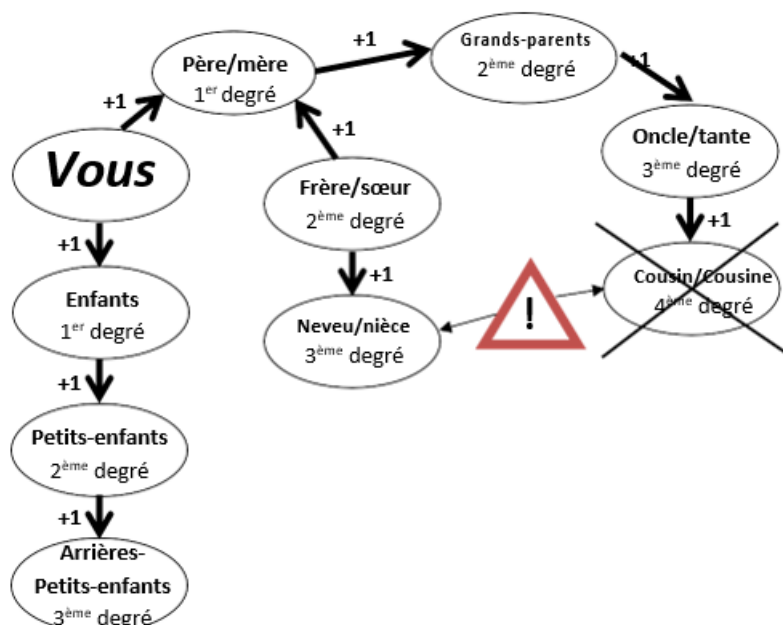 +1
Grands-parents
2ème degré
Père/mère
1er degré
+1
+1
+1
Oncle/tante
3ème degré
Vous
Frère/sœur
2ème degré
+1
+1
+1
Cousin/Cousine
4ème degré
Enfants
1er degré
!
Neveu/nièce
3ème degré
+1
Petits-enfants
2ème degré
+1
Arrières-
Petits-enfants
3ème degré